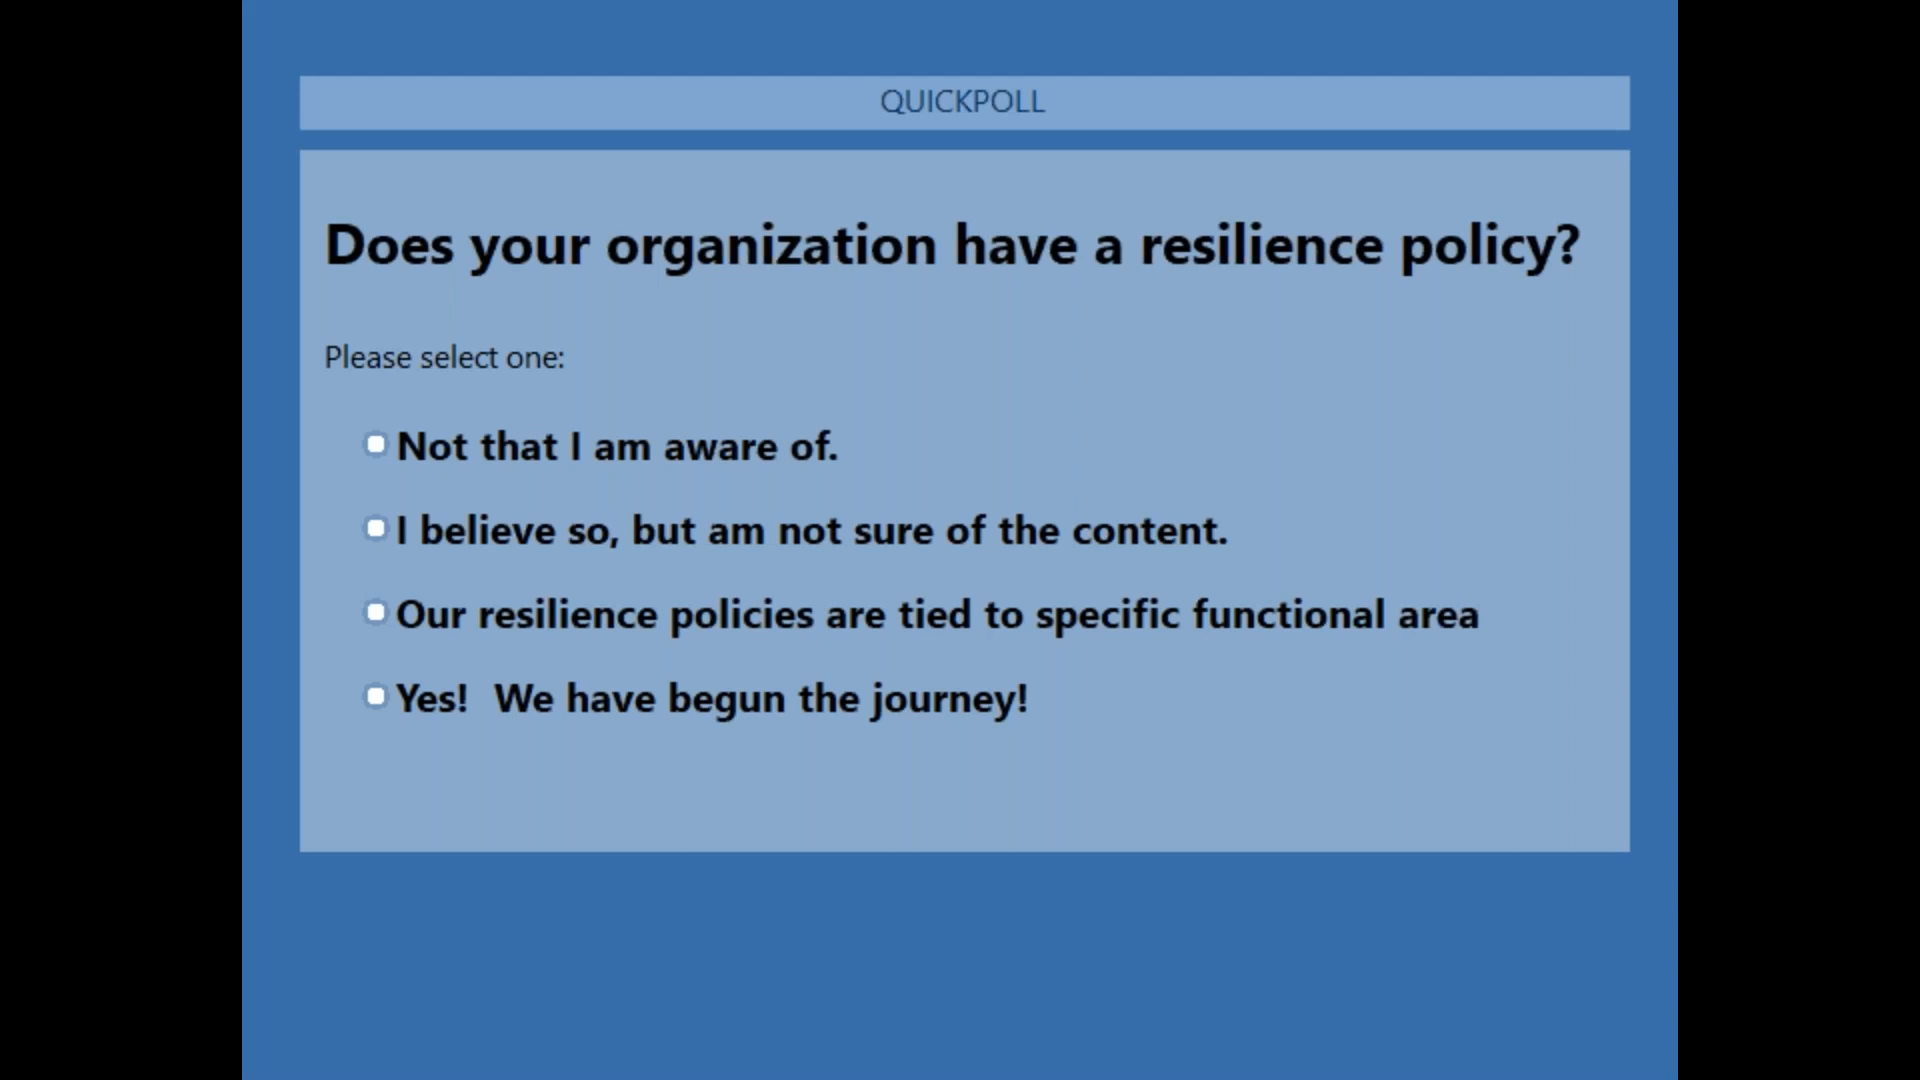 QUICKPOLL
Does your organization have a resilience policy?
Please select one:
Not that I am aware of.
I believe so, but am not sure of the content.
Our resilience policies are tied to specific functional area
Yes!  We have begun the journey!